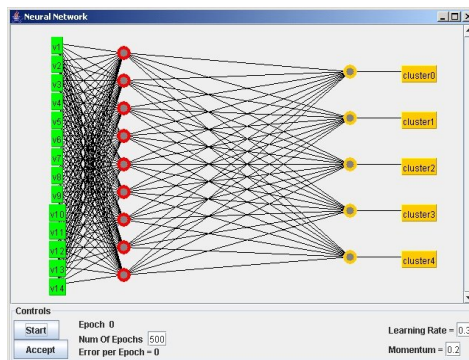 Neural Network
v1
v2
v3
v4
v5
v6
v7
v8
v9
v10
v11
v12
v13
v14
cluster0
cluster1
cluster2
cluster3
cluster4
Controls
Start
Accept
Epoch 0
Num Of Epochs 500
Error per Epoch = 0
Learning Rate = 0.3
Momentum = 0.2